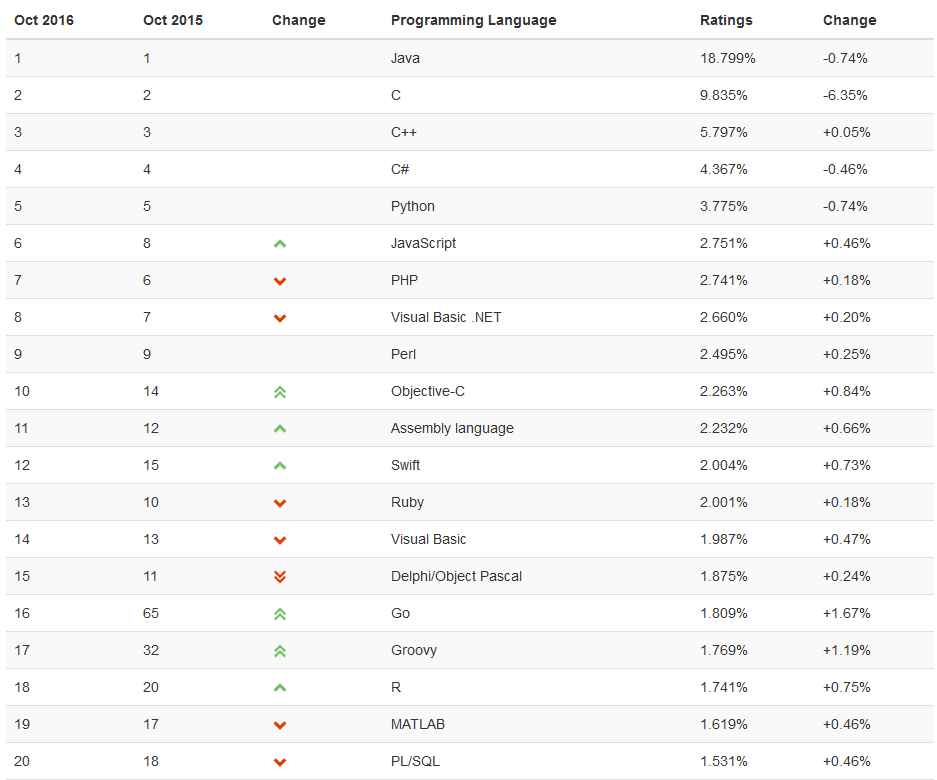 Oct 2016 Oct 2015 Change Programming Language Ratings Change
1 1 Java 18.799% -0.74%
2 2 C 9.835% -6.35%
3 3 C++ 5.797% +0.05%
4 4 C# 4.367% -0.46%
5 5 Python 3.775% -0.74%
6 8 JavaScript 2.751% +0.46%
7 6 PHP 2.741% +0.18%
8 7 Visual Basic .NET 2.660% +0.20%
9 9 Perl 2.495% +0.25%
10 14 Objective-C 2.263% +0.84%
11 12 Assembly language 2.232% +0.66%
12 15 Swift 2.004% +0.73%
13 10 Ruby 2.001% +0.18%
14 13 Visual Basic 1.987% +0.47%
15 11 Delphi/Object Pascal 1.875% +0.24%
16 65 Go 1.809% +1.67%
17 32 Groovy 1.769% +1.19%
18 20 R 1.741% +0.75%
19 17 MATLAB 1.619% +0.46%
20 18 PL/SQL 1.531% +0.46%